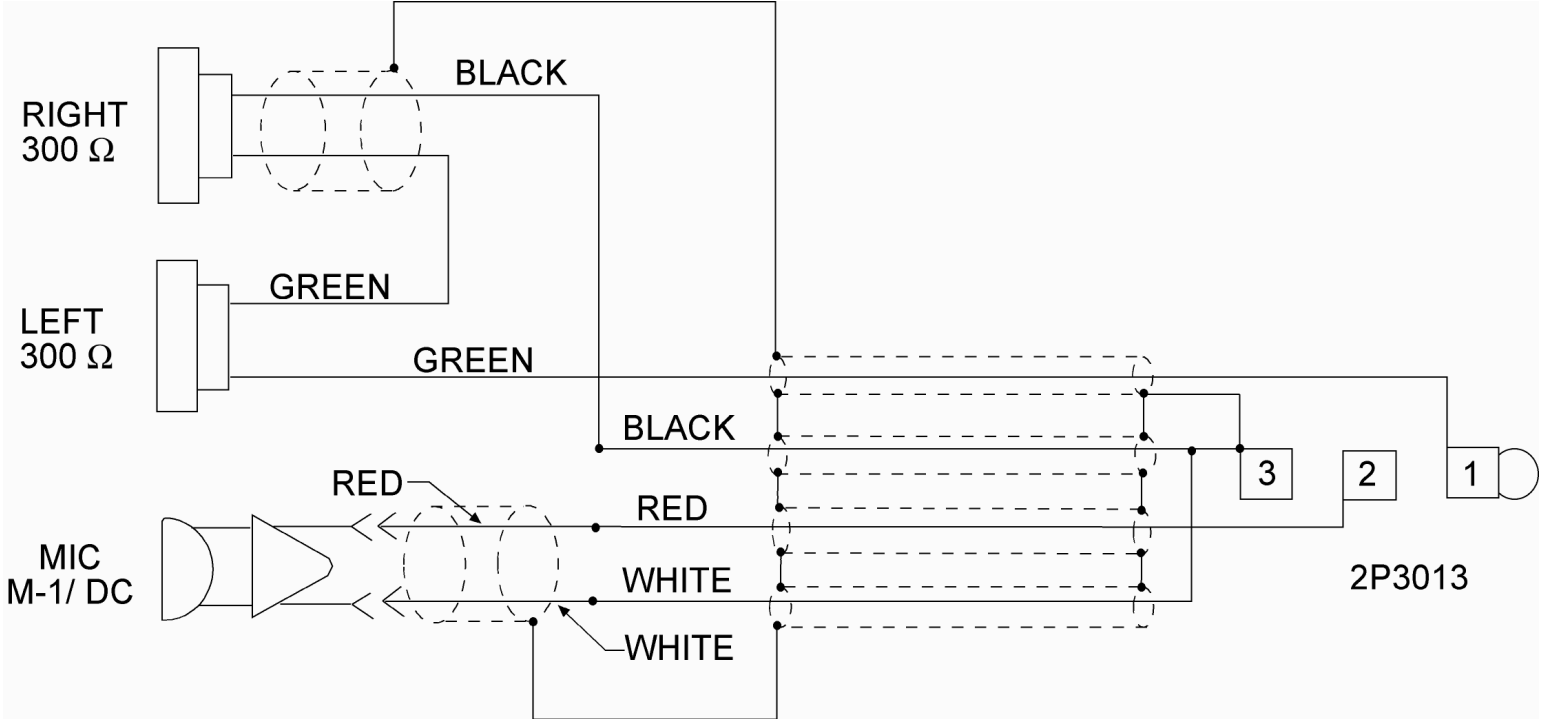 BLACK
RIGHT
300 Ω
GREEN
LEFT
300 Ω
GREEN
BLACK
3
2
1
RED
RED
MIC
M-1/ DC
WHITE
2P3013
WHITE